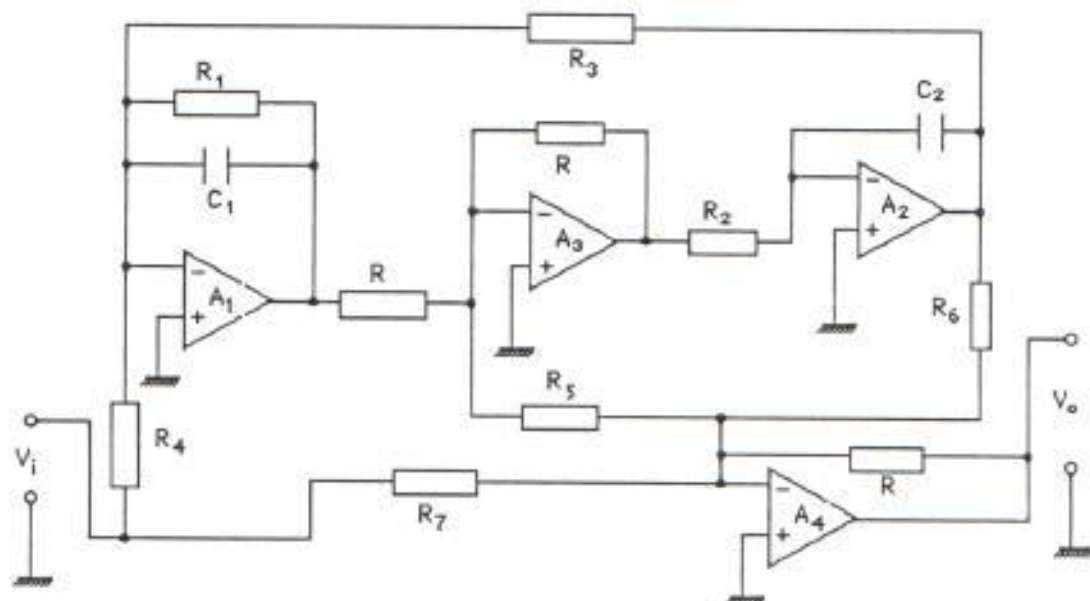 R₃
R₁
C₂
C₁
R
R₂
A₂
−
+
A₃
−
+
A₁
−
+
R
R₆
R₅
R₄
Vᵢ
Vₒ
R₇
R
A₄
−
+